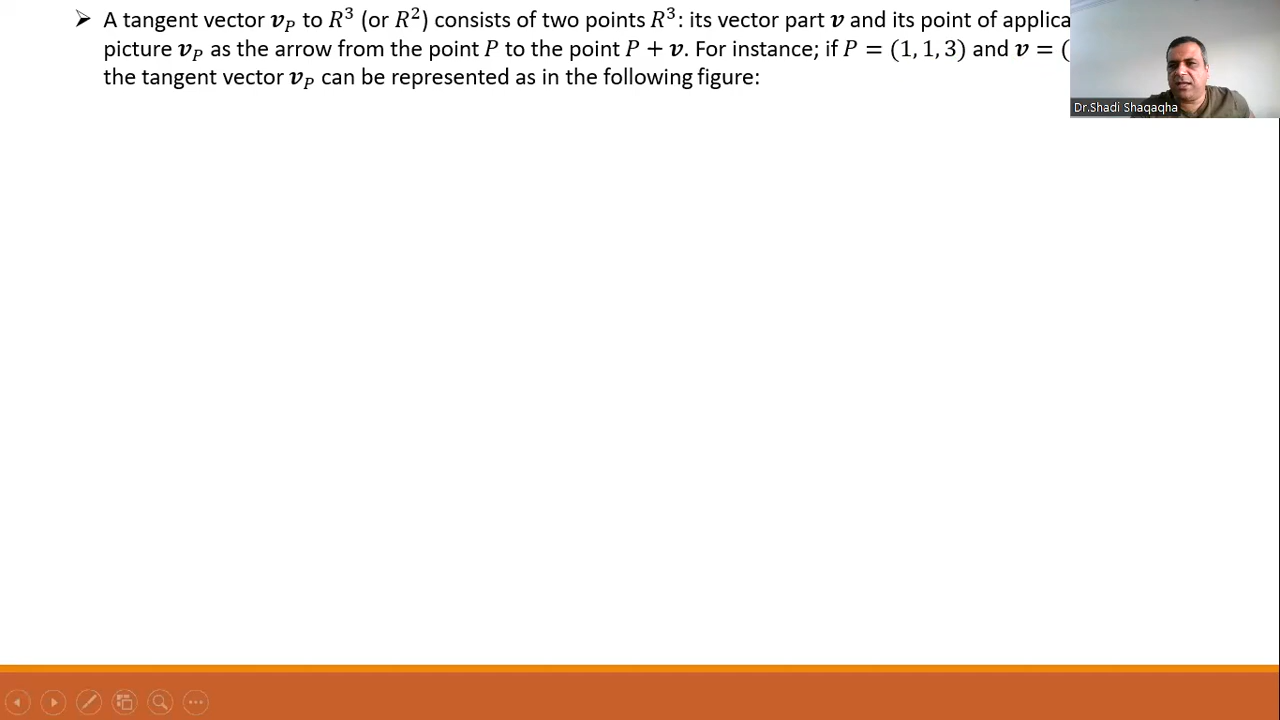 ➢ A tangent vector 𝒗_P to R³ (or R²) consists of two points R³: its vector part 𝒗 and its point of
picture 𝒗_P as the arrow from the point P to the point P + 𝒗. For instance; if P = (1, 1, 3) and 𝒗 = (
the tangent vector 𝒗_P can be represented as in the following figure:
Dr.Shadi Shaqaqha